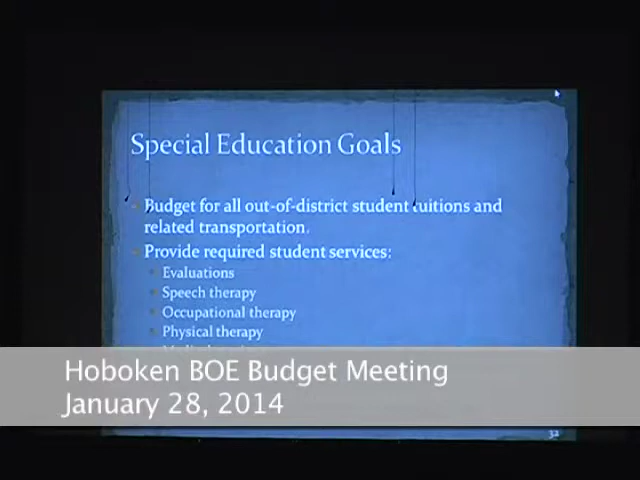 Special Education Goals
Budget for all out-of-district student tuitions and
related transportation.
Provide required student services:
Evaluations
Speech therapy
Occupational therapy
Physical therapy
Hoboken BOE Budget Meeting
January 28, 2014
32